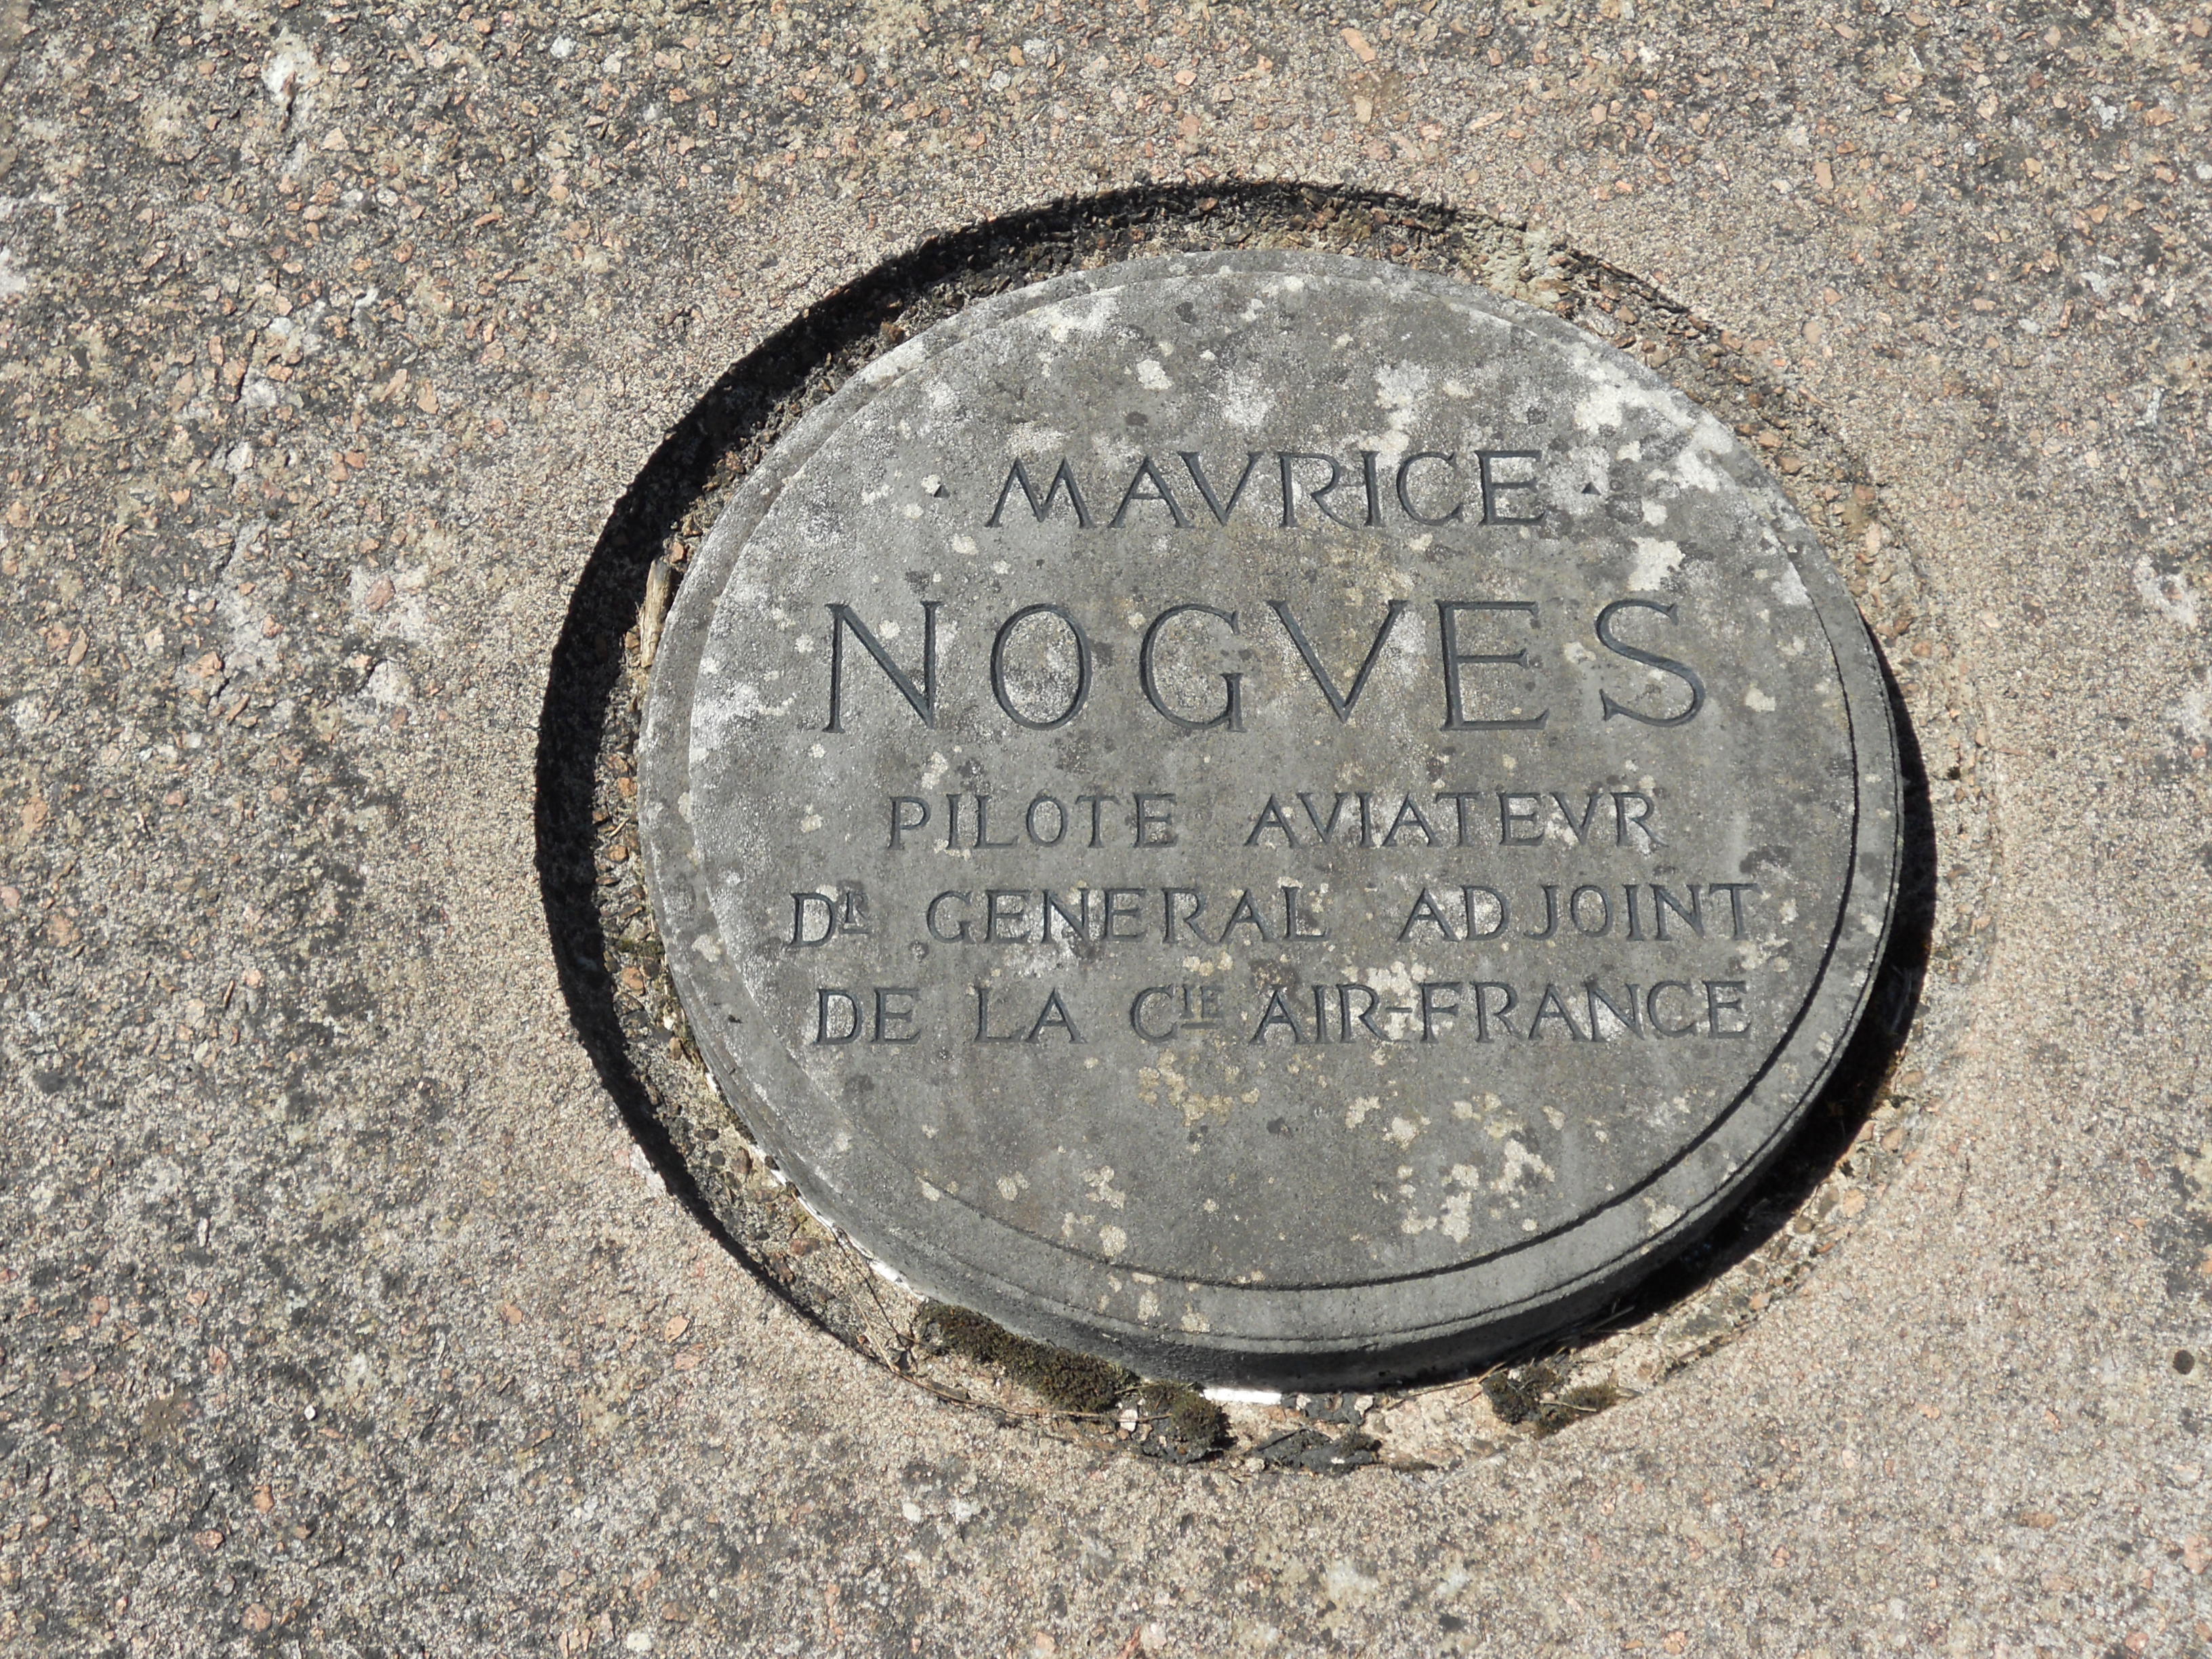 · MAVRICE ·
NOGVES
PILOTE AVIATEVR
DR GENERAL ADJOINT
DE LA CIE AIR-FRANCE